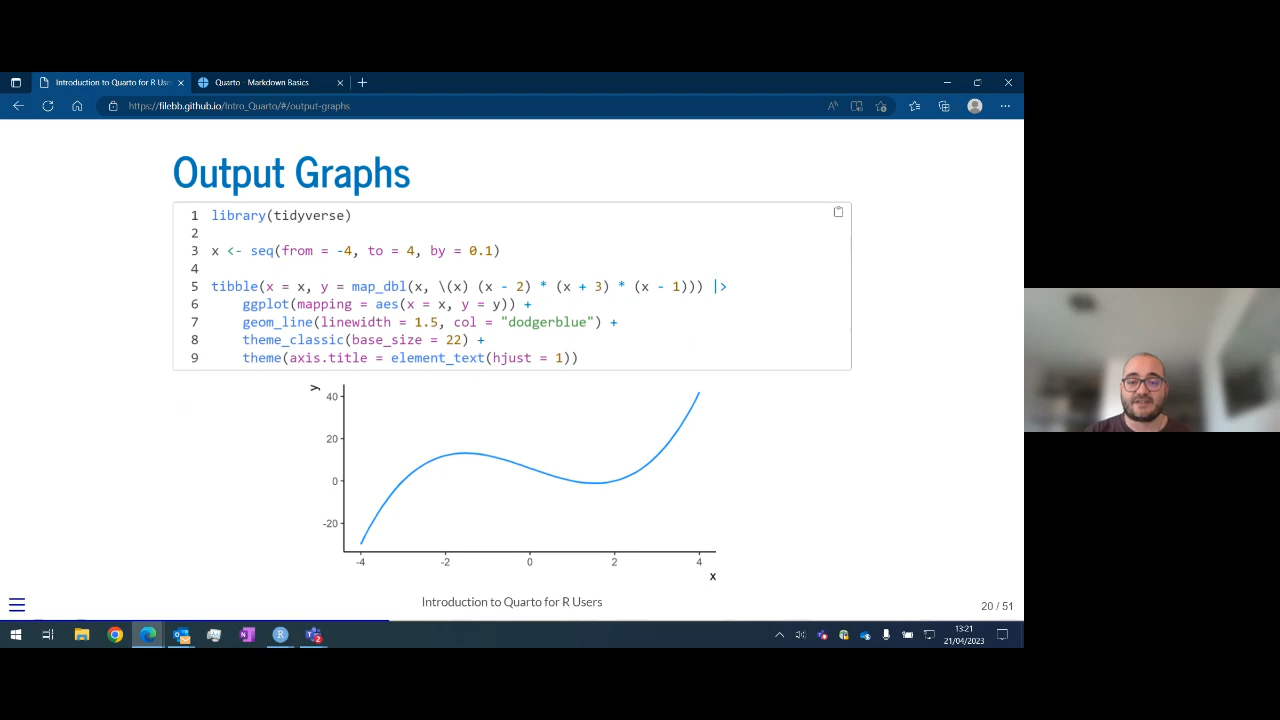 Introduction to Quarto for R Use
Quarto - Markdown Basics
https://filebb.github.io/Intro_Quarto/#/output-graphs
Output Graphs
1 library(tidyverse)
2
3 x <- seq(from = -4, to = 4, by = 0.1)
4
5 tibble(x = x, y = map_dbl(x, \(x) (x - 2) * (x + 3) * (x - 1))) |>
6     ggplot(mapping = aes(x = x, y = y)) +
7     geom_line(linewidth = 1.5, col = "dodgerblue") +
8     theme_classic(base_size = 22) +
9     theme(axis.title = element_text(hjust = 1))
y
40
20
0
-20
-4 -2 0 2 4
x
Introduction to Quarto for R Users
20 / 51
13:21
21/04/2023